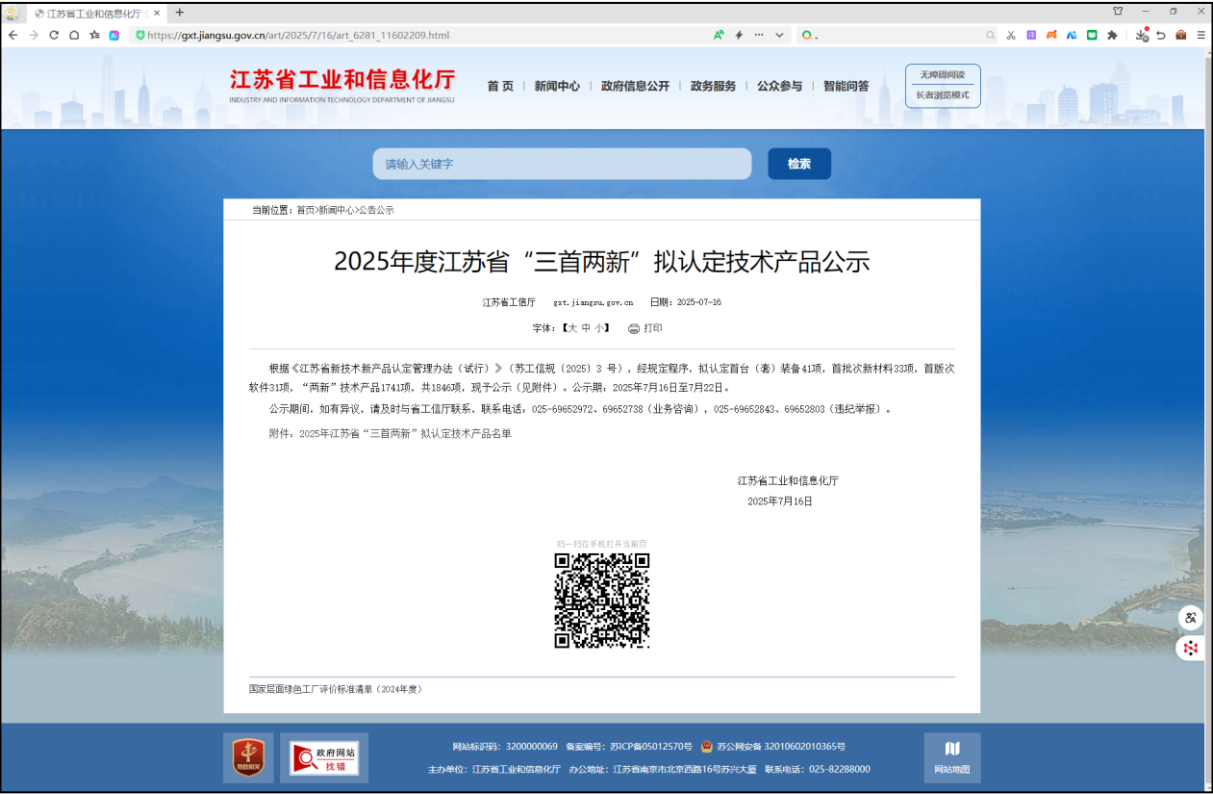 江苏省工业和信息化厅
https://gxt.jiangsu.gov.cn/art/2025/7/16/art_6281_11602209.html
江苏省工业和信息化厅
INDUSTRY AND INFORMATION TECHNOLOGY DEPARTMENT OF JIANGSU
首 页 | 新闻中心 | 政府信息公开 | 政务服务 | 公众参与 | 智能问答
无障碍阅读
长者浏览模式
请输入关键字
检索
当前位置：首页>新闻中心>公告公示
2025年度江苏省“三首两新”拟认定技术产品公示
江苏省工信厅 gxt.jiangsu.gov.cn 日期：2025-07-16
字体：【大 中 小】 打印
根据《江苏省新技术新产品认定管理办法（试行）》（苏工信规〔2025〕3 号），经规定程序，拟认定首台（套）装备41项，首批次新材料33项，首版次
软件31项，“两新”技术产品1741项，共1846项，现予公示（见附件）。公示期：2025年7月16日至7月22日。
公示期间，如有异议，请及时与省工信厅联系，联系电话：025-69652972、69652738（业务咨询），025-69652843、69652803（违纪举报）。
附件：2025年江苏省“三首两新”拟认定技术产品名单
江苏省工业和信息化厅
2025年7月16日
扫一扫在手机打开当前页
国家层面绿色工厂评价标准清单（2024年度）
党政机关
政府网站
找错
网站标识码：3200000069 备案编号：苏ICP备05012570号 苏公网安备 32010602010365号
主办单位：江苏省工业和信息化厅 办公地址：江苏省南京市北京西路16号苏兴大厦 联系电话：025-82288000
网站地图